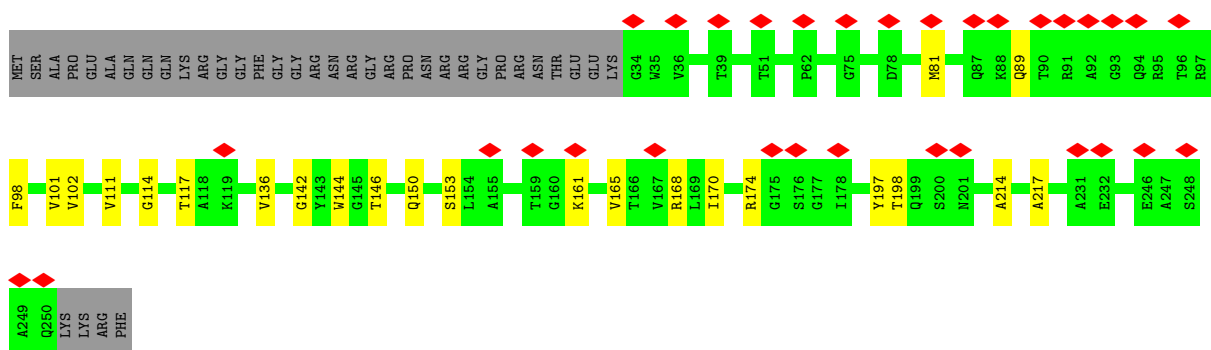 MET SER ALA PRO GLU ALA GLN GLN GLN LYS ARG GLY GLY PHE GLY GLY ARG ASN ARG GLY ARG PRO ASN ARG ARG GLY PRO ARG ASN THR GLU GLU LYS G34 W35 V36 T39 T51 P62 G75 D78 M81 Q87 K88 Q89 T90 R91 A92 G93 Q94 R95 T96 R97
F98 V101 V102 V111 G114 T117 A118 K119 V136 G142 Y143 W144 G145 T146 Q150 S153 L154 A155 T159 G160 K161 V165 T166 V167 R168 L169 I170 R174 G175 S176 G177 I178 Y197 T198 Q199 S200 N201 A214 A217 A231 E232 E246 A247 S248
A249 Q250 LYS LYS ARG PHE